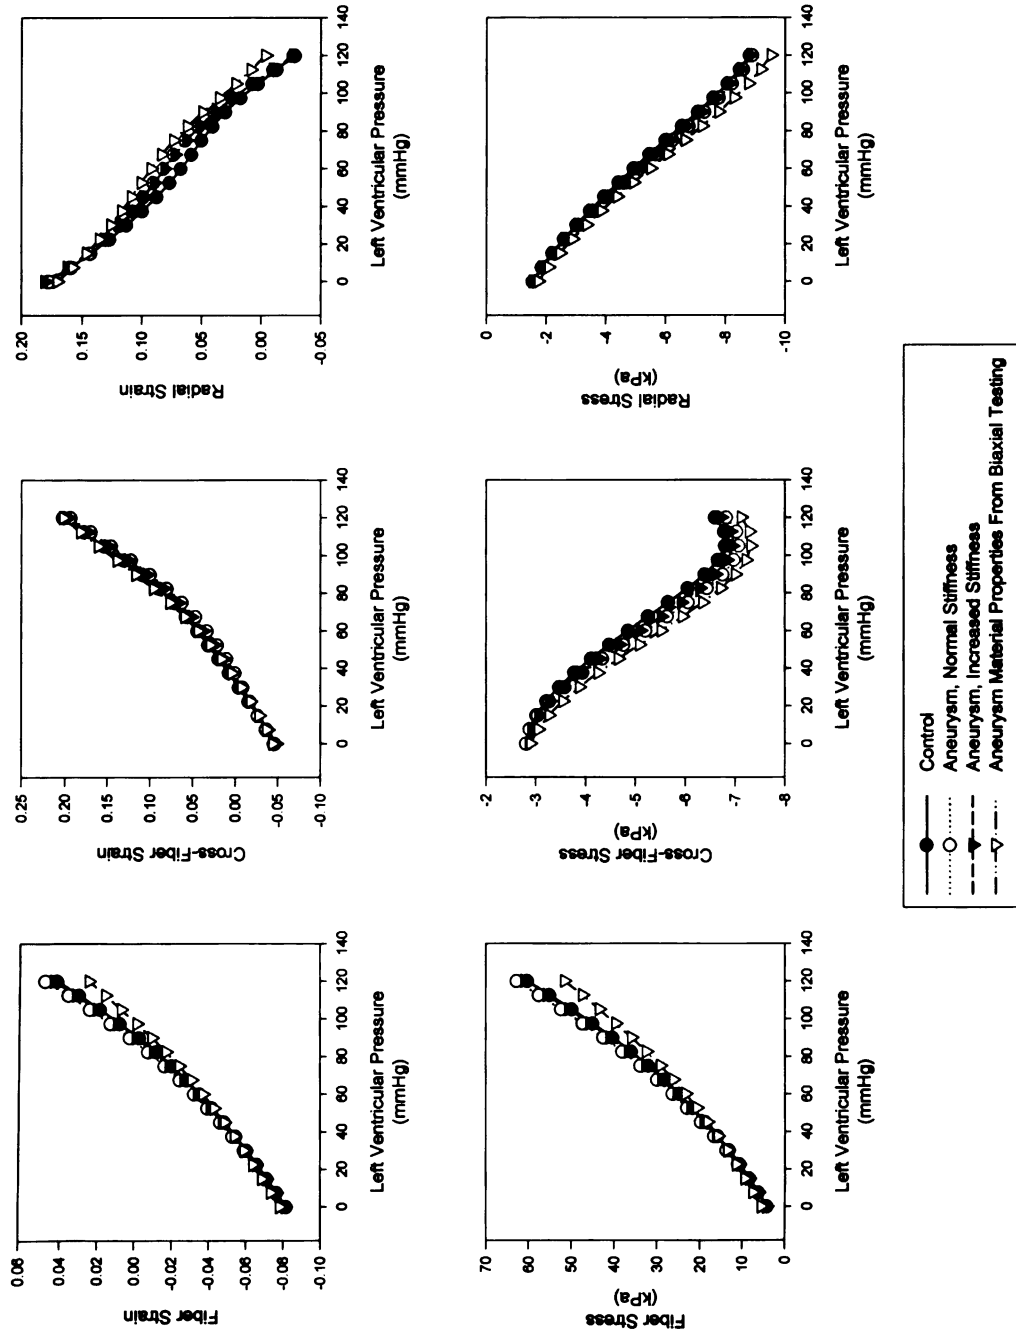 Fiber Strain
0.06
0.04
0.02
0.00
-0.02
-0.04
-0.06
-0.08
-0.10
0 20 40 60 80 100 120 140
Left Ventricular Pressure
(mmHg)
Cross-Fiber Strain
0.25
0.20
0.15
0.10
0.05
0.00
-0.05
-0.10
0 20 40 60 80 100 120 140
Left Ventricular Pressure
(mmHg)
Radial Strain
0.20
0.15
0.10
0.05
0.00
-0.05
0 20 40 60 80 100 120 140
Left Ventricular Pressure
(mmHg)
Fiber Stress
(kPa)
70
60
50
40
30
20
10
0
0 20 40 60 80 100 120 140
Left Ventricular Pressure
(mmHg)
Cross-Fiber Stress
(kPa)
-2
-3
-4
-5
-6
-7
-8
0 20 40 60 80 100 120 140
Left Ventricular Pressure
(mmHg)
Radial Stress
(kPa)
0
-2
-4
-6
-8
-10
0 20 40 60 80 100 120 140
Left Ventricular Pressure
(mmHg)
Control
Aneurysm, Normal Stiffness
Aneurysm, Increased Stiffness
Aneurysm Material Properties From Biaxial Testing